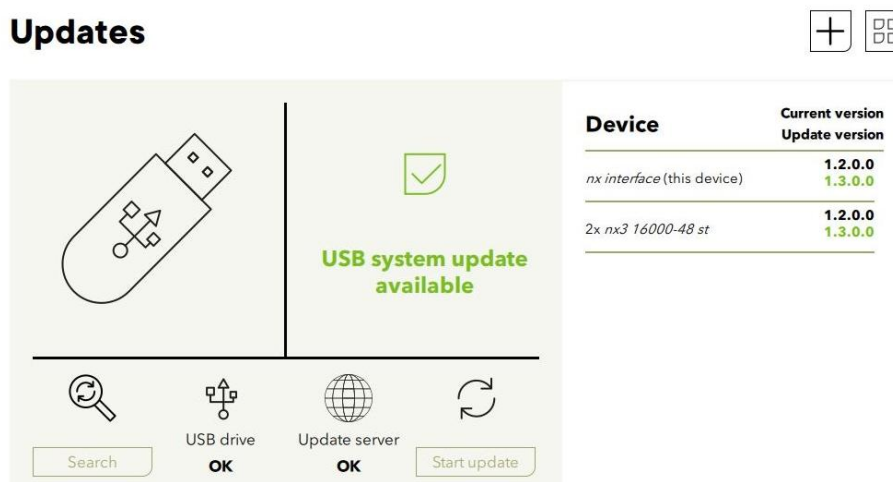 Updates
USB system update
available
Search
USB drive
OK
Update server
OK
Start update
Device
Current version
Update version
nx interface (this device)
1.2.0.0
1.3.0.0
2x nx3 16000-48 st
1.2.0.0
1.3.0.0